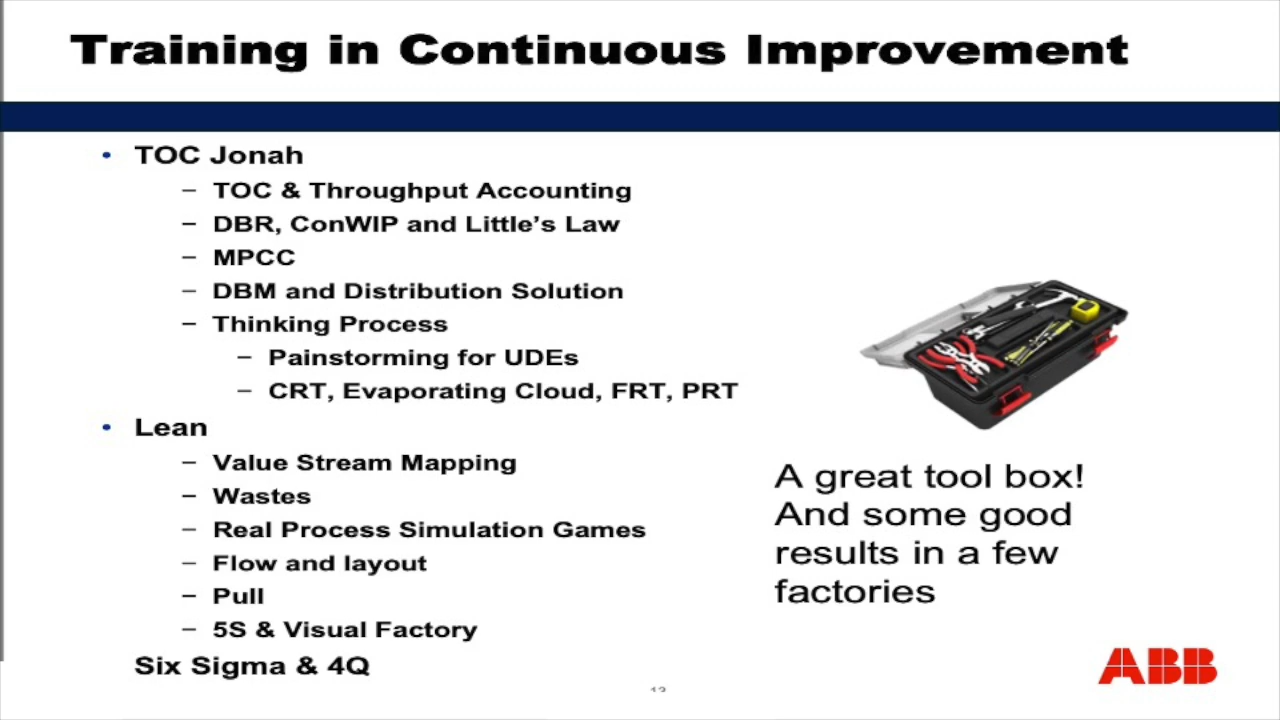 Training in Continuous Improvement
• TOC Jonah
– TOC & Throughput Accounting
– DBR, ConWIP and Little's Law
– MPCC
– DBM and Distribution Solution
– Thinking Process
– Painstorming for UDEs
– CRT, Evaporating Cloud, FRT, PRT
• Lean
– Value Stream Mapping
– Wastes
– Real Process Simulation Games
– Flow and layout
– Pull
– 5S & Visual Factory
Six Sigma & 4Q
A great tool box!
And some good
results in a few
factories
ABB